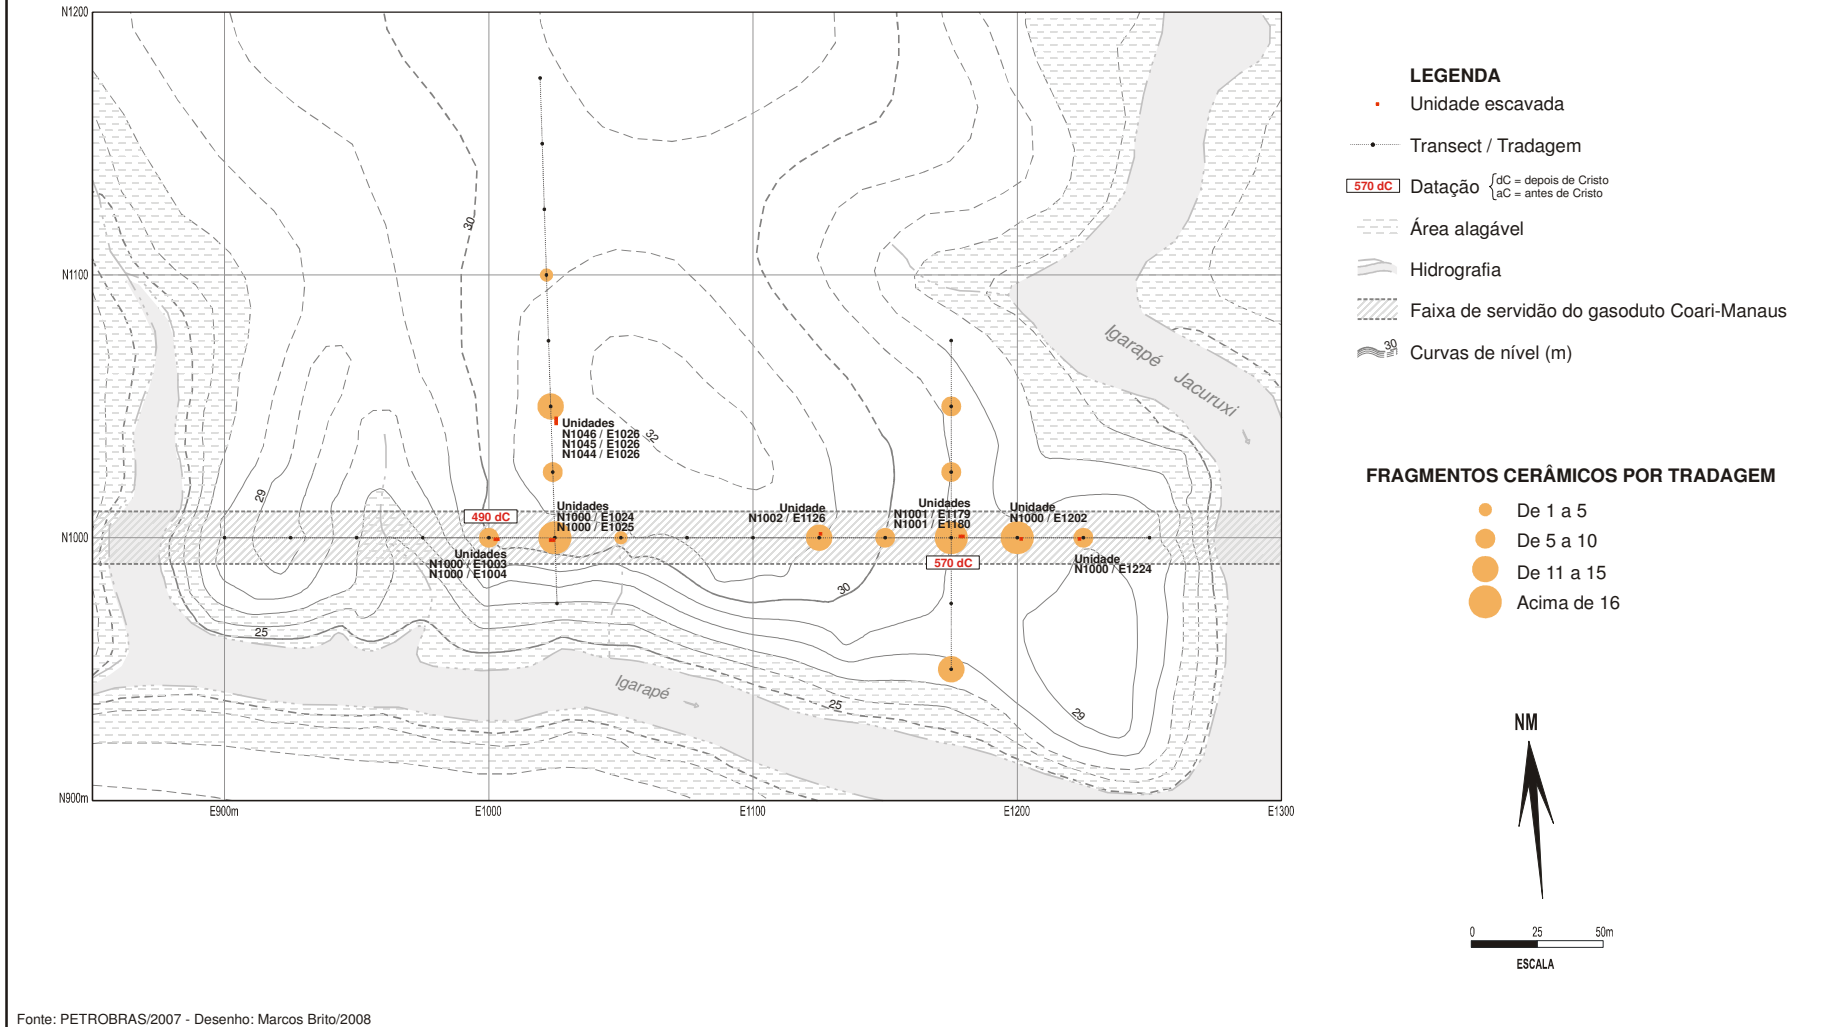 N1200
N1100
N1000
N900m
E900m
E1000
E1100
E1200
E1300
30
32
29
25
30
29
25
Unidades
N1046 / E1026
N1045 / E1026
N1044 / E1026
Unidades
N1000 / E1024
N1000 / E1025
490 dC
Unidades
N1000 / E1003
N1000 / E1004
Unidade
N1002 / E1126
Unidades
N1001 / E1179
N1001 / E1180
570 dC
Unidade
N1000 / E1202
Unidade
N1000 / E1224
Igarapé
Jacuruxi
Igarapé
LEGENDA
Unidade escavada
Transect / Tradagem
570 dC
Datação
dC = depois de Cristo
aC = antes de Cristo
Área alagável
Hidrografia
Faixa de servidão do gasoduto Coari-Manaus
30
Curvas de nível (m)
FRAGMENTOS CERÂMICOS POR TRADAGEM
De 1 a 5
De 5 a 10
De 11 a 15
Acima de 16
NM
0 25 50m
ESCALA
Fonte: PETROBRAS/2007 - Desenho: Marcos Brito/2008